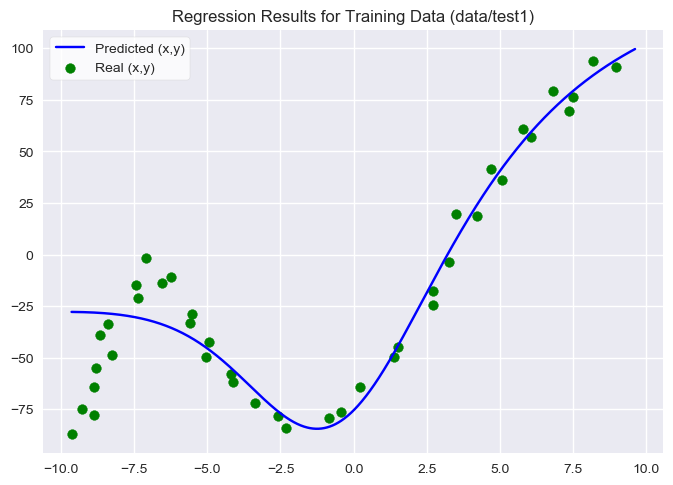 Regression Results for Training Data (data/test1)
Predicted (x,y)
Real (x,y)
100
75
50
25
0
−25
−50
−75
−10.0 −7.5 −5.0 −2.5 0.0 2.5 5.0 7.5 10.0